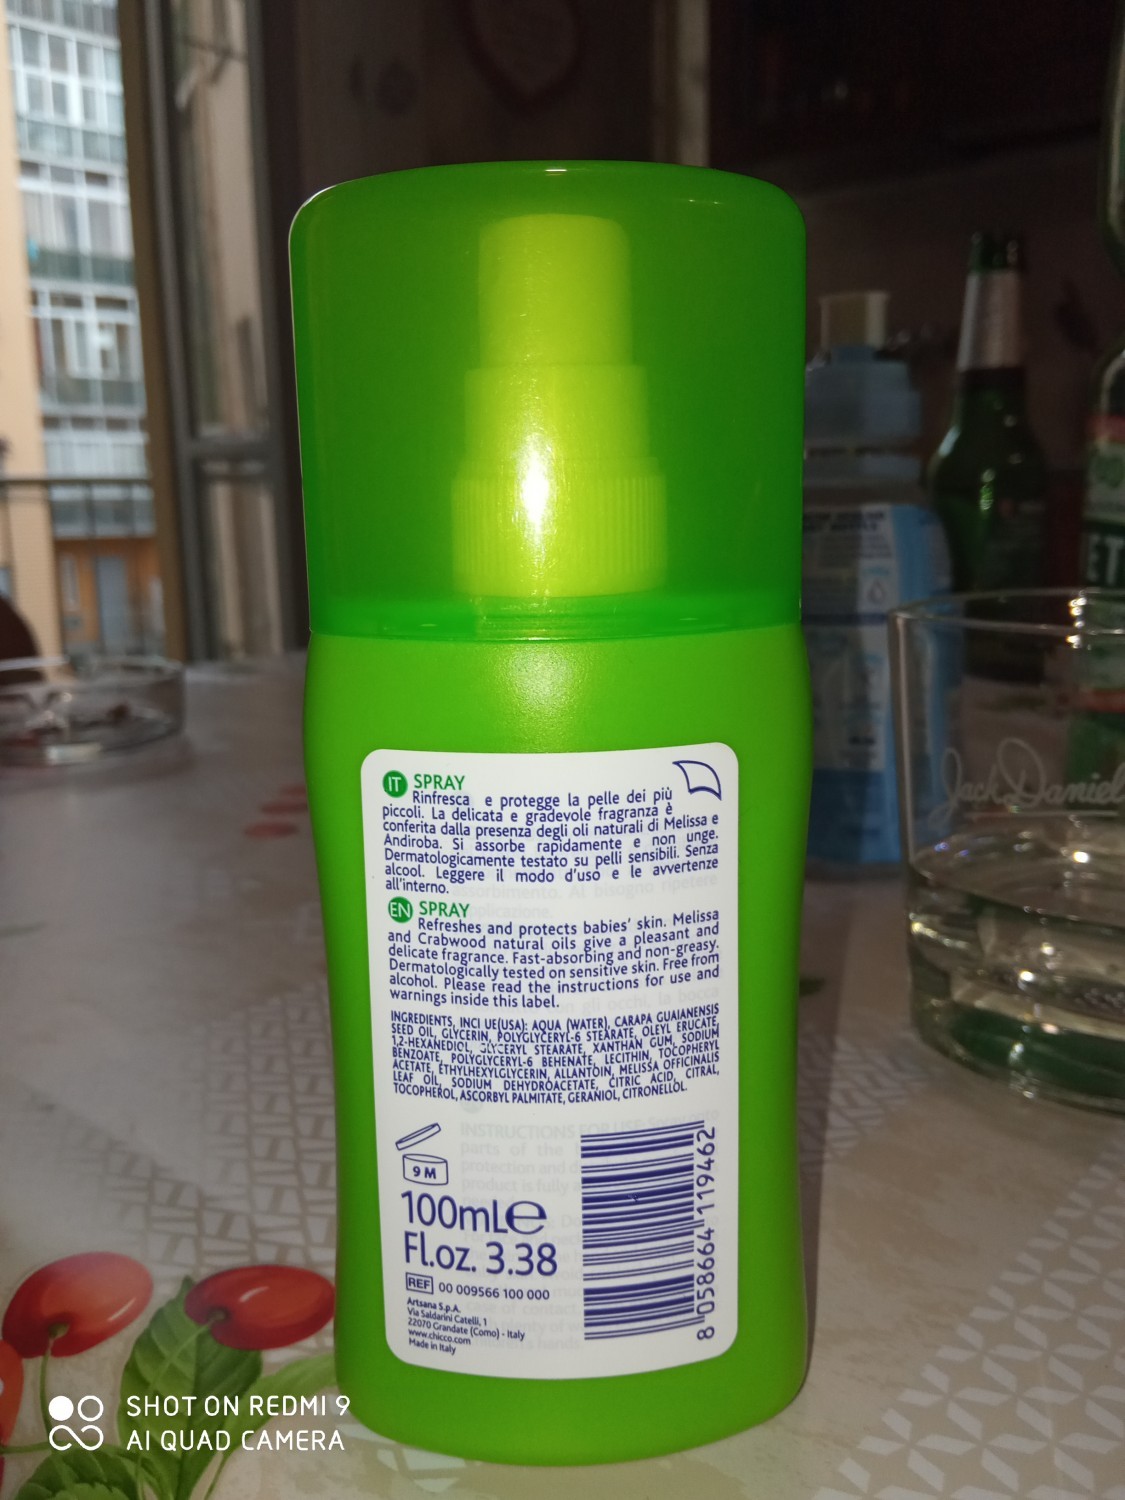 IT SPRAY
Rinfresca e protegge la pelle dei più
piccoli. La delicata e gradevole fragranza è
conferita dalla presenza degli oli naturali di Melissa e
Andiroba. Si assorbe rapidamente e non unge.
Dermatologicamente testato su pelli sensibili. Senza
alcool. Leggere il modo d'uso e le avvertenze
all'interno.
EN SPRAY
Refreshes and protects babies' skin. Melissa
and Crabwood natural oils give a pleasant and
delicate fragrance. Fast-absorbing and non-greasy.
Dermatologically tested on sensitive skin. Free from
alcohol. Please read the instructions for use and
warnings inside this label.
INGREDIENTS, INCI UE(USA): AQUA (WATER), CARAPA GUAIANENSIS
SEED OIL, GLYCERIN, POLYGLYCERYL-6 STEARATE, OLEYL ERUCATE,
1,2-HEXANEDIOL, GLYCERYL STEARATE, XANTHAN GUM, SODIUM
BENZOATE, POLYGLYCERYL-6 BEHENATE, LECITHIN, TOCOPHERYL
ACETATE, ETHYLHEXYLGLYCERIN, ALLANTOIN, MELISSA OFFICINALIS
LEAF OIL, SODIUM DEHYDROACETATE, CITRIC ACID, CITRAL,
TOCOPHEROL, ASCORBYL PALMITATE, GERANIOL, CITRONELLOL.
9 M
100mL℮
Fl.oz. 3.38
REF 00 009566 100 000
Artsana S.p.A.
Via Saldarini Catelli, 1
22070 Grandate (Como) - Italy
www.chicco.com
Made in Italy
8 058664 119462
Jack Daniel
ET
SHOT ON REDMI 9
AI QUAD CAMERA